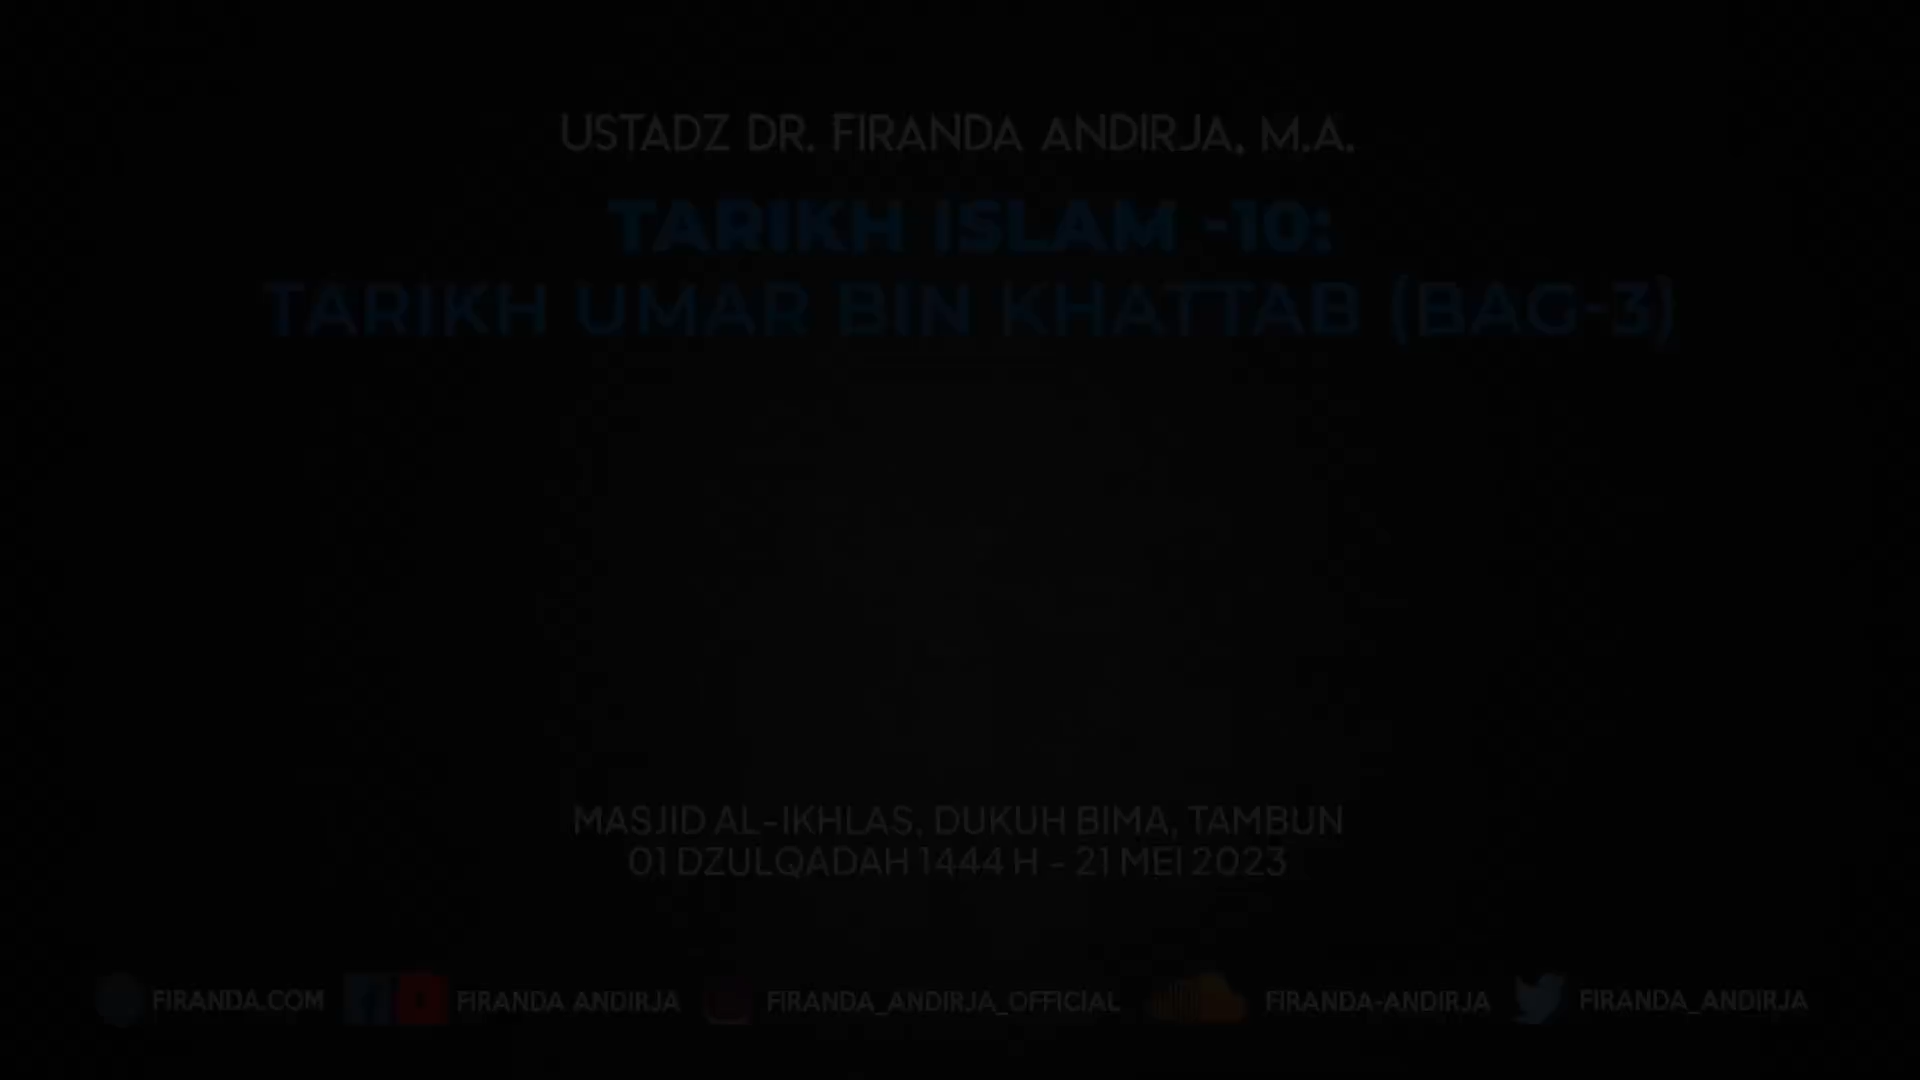 USTADZ DR. FIRANDA ANDIRJA, M.A.
TARIKH ISLAM -10:
TARIKH UMAR BIN KHATTAB (BAG-3)
MASJID AL-IKHLAS, DUKUH BIMA, TAMBUN
01 DZULQADAH 1444 H - 21 MEI 2023
FIRANDA.COM FIRANDA ANDIRJA FIRANDA_ANDIRJA_OFFICIAL FIRANDA-ANDIRJA FIRANDA_ANDIRJA